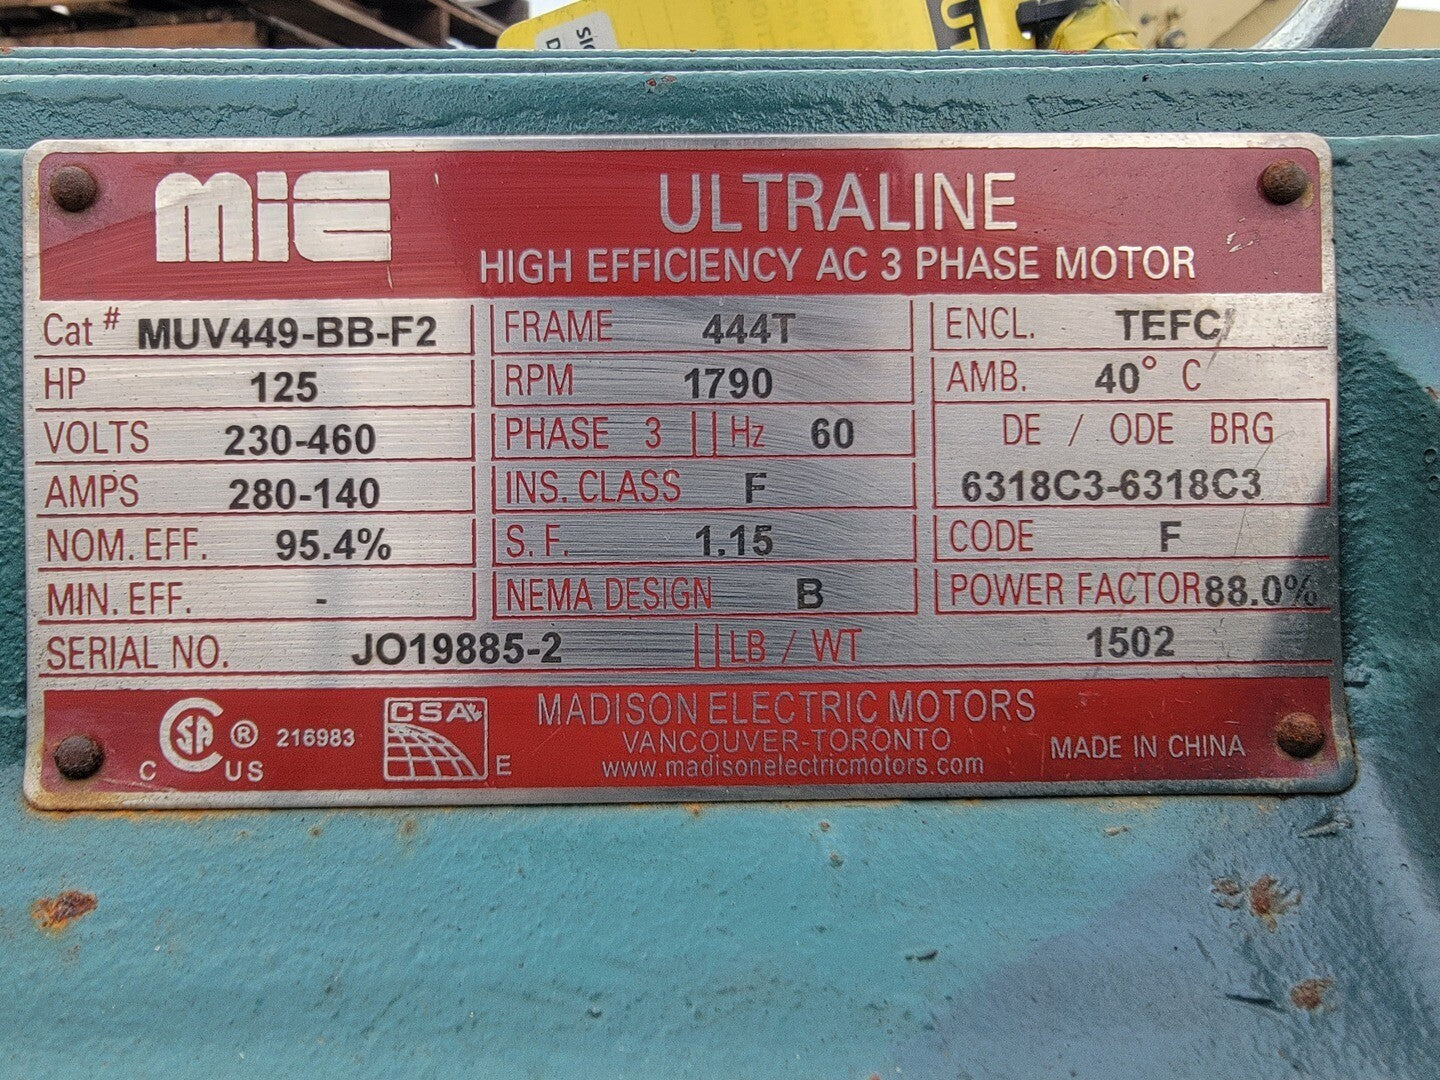 MIC
ULTRALINE
HIGH EFFICIENCY AC 3 PHASE MOTOR
Cat # MUV449-BB-F2 FRAME 444T ENCL. TEFC
HP 125 RPM 1790 AMB. 40° C
VOLTS 230-460 PHASE 3 Hz 60 DE / ODE BRG
AMPS 280-140 INS. CLASS F 6318C3-6318C3
NOM. EFF. 95.4% S. F. 1.15 CODE F
MIN. EFF. - NEMA DESIGN B POWER FACTOR 88.0%
SERIAL NO. JO19885-2 LB / WT 1502
CSA ® 216983 CSA MADISON ELECTRIC MOTORS
C US E VANCOUVER-TORONTO MADE IN CHINA
www.madisonelectricmotors.com